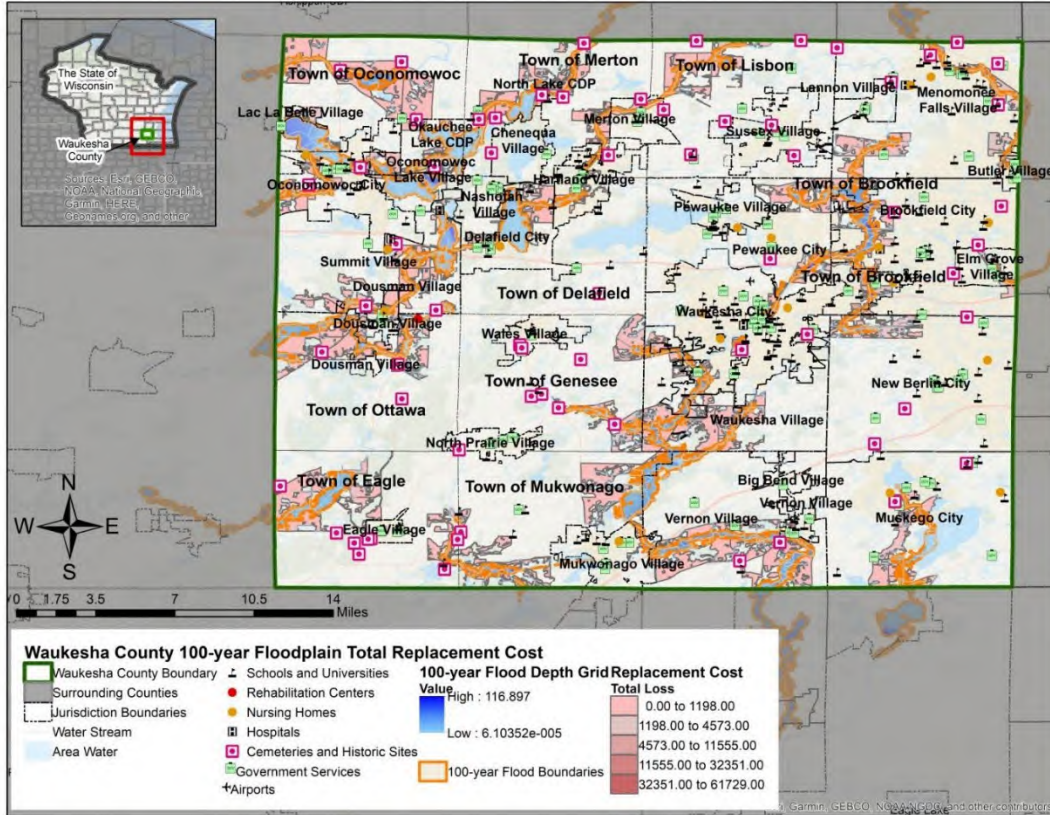 The State of
Wisconsin
Waukesha
County
Sources: Esri, GEBCO,
NOAA, National Geographic,
Garmin, HERE,
Geonames.org, and other
Town of Oconomowoc
Town of Merton
Town of Lisbon
North Lake CDP
Lannon Village
Menomonee
Falls Village
Lac La Belle Village
Okauchee
Lake CDP
Chenequa
Village
Merton Village
Sussex Village
Butler Village
Oconomowoc
Lake Village
Oconomowoc City
Hartland Village
Nashotah
Village
Town of Brookfield
Pewaukee Village
Brookfield City
Delafield City
Pewaukee City
Summit Village
Elm Grove
Village
Town of Brookfield
Dousman Village
Town of Delafield
Waukesha City
Dousman Village
Wales Village
Dousman Village
Town of Genesee
New Berlin City
Town of Ottawa
Waukesha Village
North Prairie Village
Town of Eagle
Town of Mukwonago
Big Bend Village
Vernon Village
Vernon Village
Muskego City
Eagle Village
Mukwonago Village
N
W E
S
0 1.75 3.5 7 10.5 14
Miles
Waukesha County 100-year Floodplain Total Replacement Cost
Waukesha County Boundary
Surrounding Counties
Jurisdiction Boundaries
Water Stream
Area Water
Schools and Universities
Rehabilitation Centers
Nursing Homes
Hospitals
Cemeteries and Historic Sites
Government Services
Airports
100-year Flood Depth Grid
Value
High : 116.897
Low : 6.10352e-005
100-year Flood Boundaries
Replacement Cost
Total Loss
0.00 to 1198.00
1198.00 to 4573.00
4573.00 to 11555.00
11555.00 to 32351.00
32351.00 to 61729.00
Garmin, GEBCO, NOAA NGDC, and other contributors
Eagle Lake